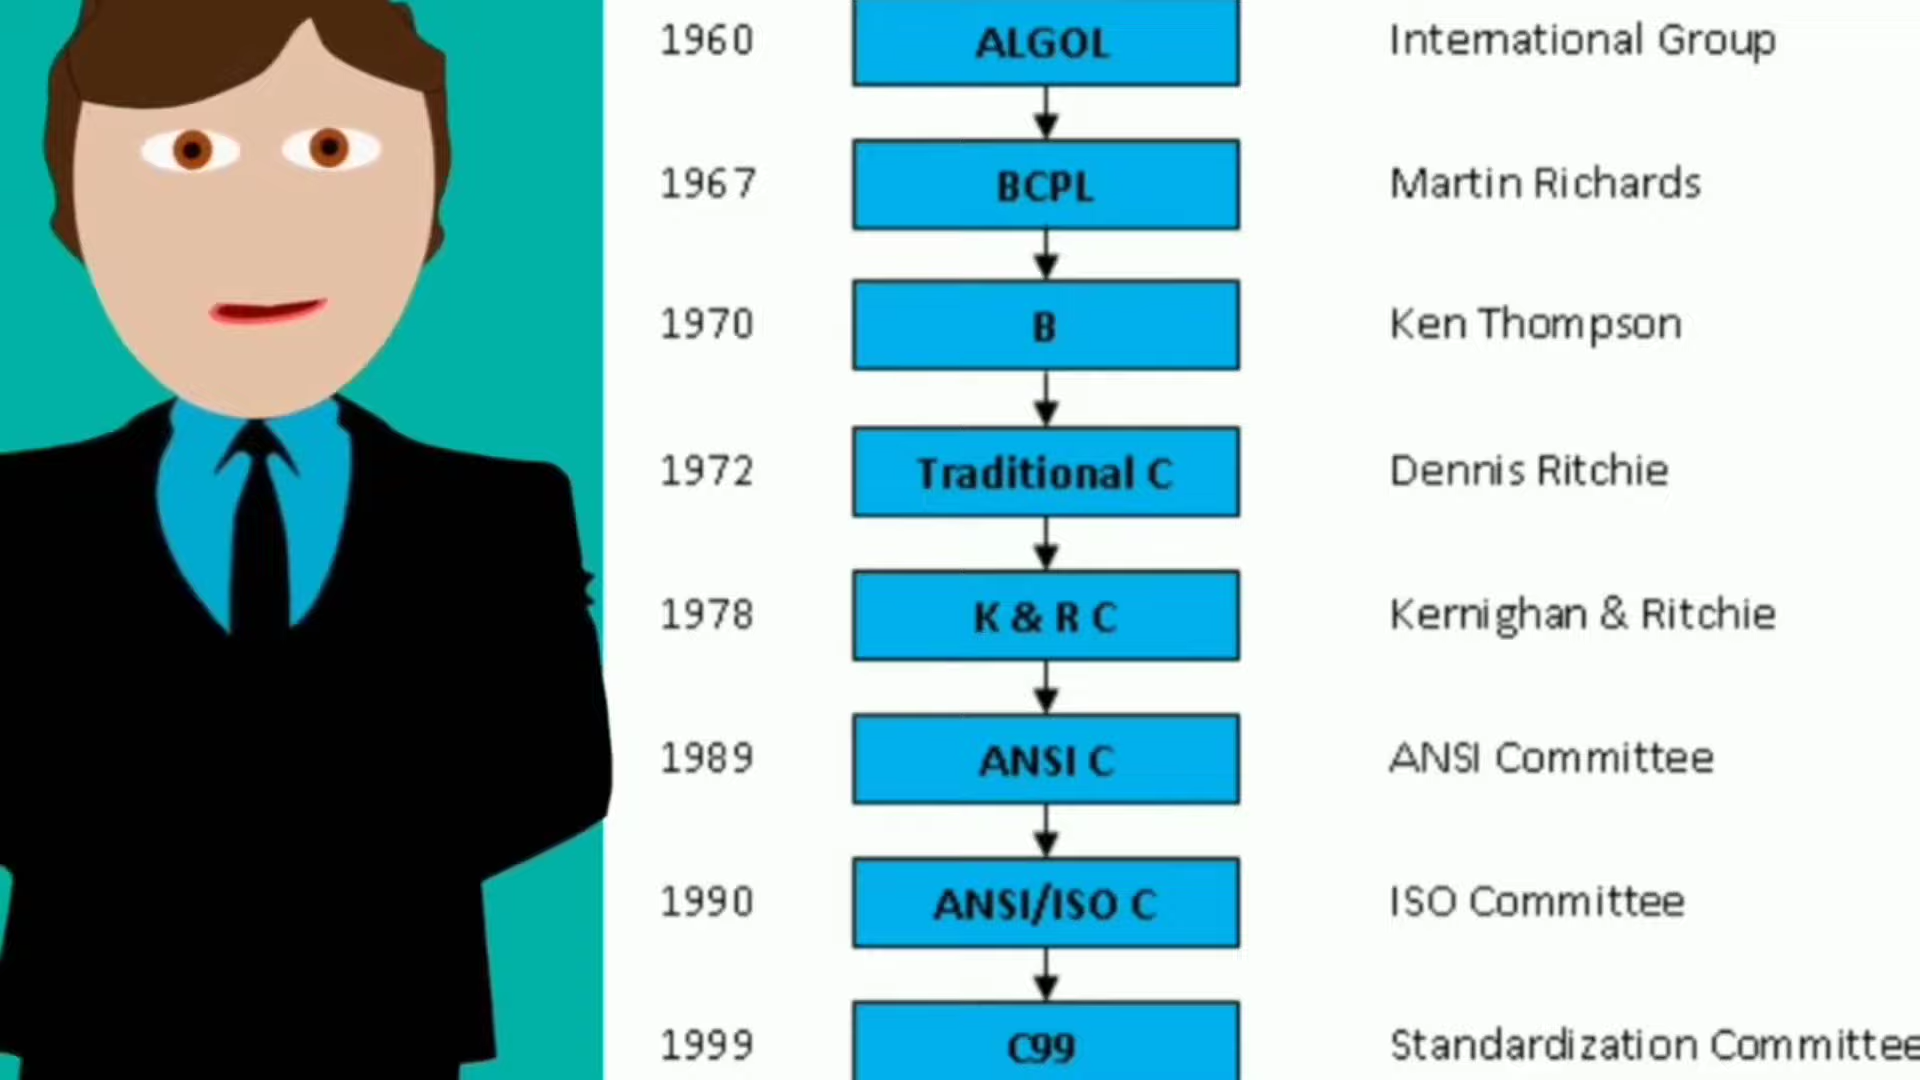 1960 ALGOL International Group
1967 BCPL Martin Richards
1970 B Ken Thompson
1972 Traditional C Dennis Ritchie
1978 K & R C Kernighan & Ritchie
1989 ANSI C ANSI Committee
1990 ANSI/ISO C ISO Committee
1999 C99 Standardization Committee